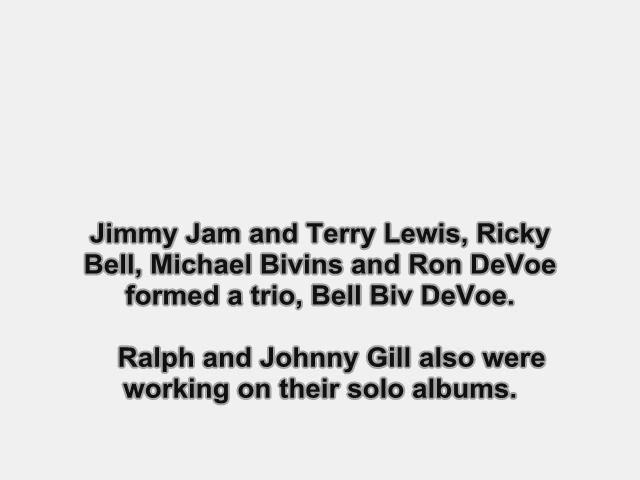 Jimmy Jam and Terry Lewis, Ricky
Bell, Michael Bivins and Ron DeVoe
formed a trio, Bell Biv DeVoe.
Ralph and Johnny Gill also were
working on their solo albums.